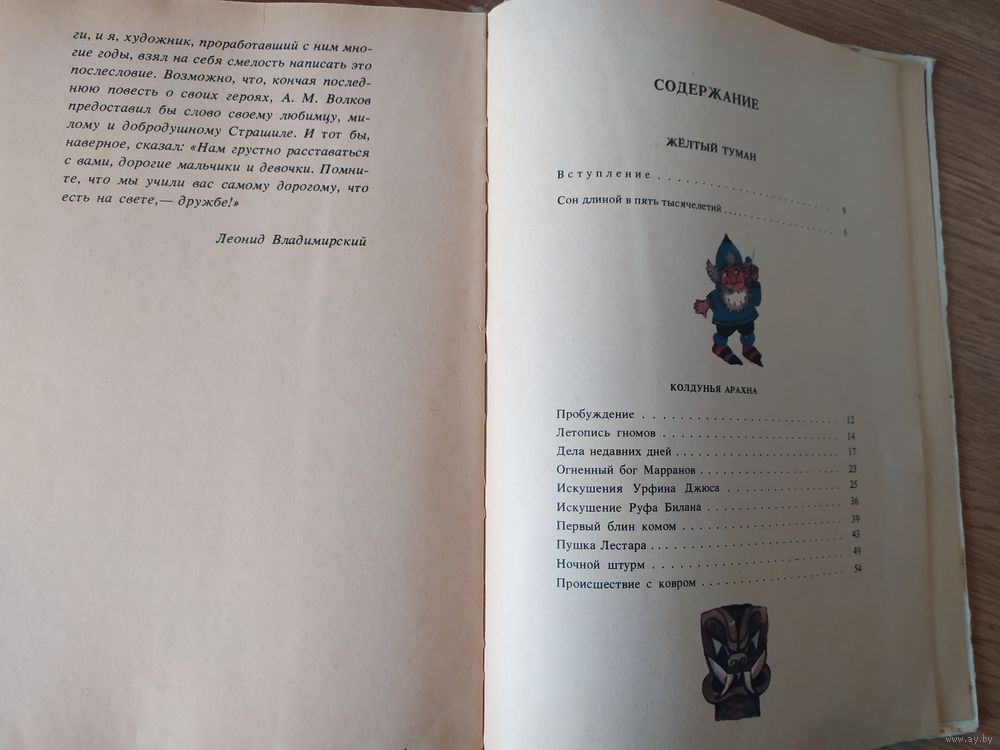 ги, и я, художник, проработавший с ним мно-
гие годы, взял на себя смелость написать это
послесловие. Возможно, что, кончая послед-
нюю повесть о своих героях, А. М. Волков
предоставил бы слово своему любимцу, ми-
лому и добродушному Страшиле. И тот бы,
наверное, сказал: «Нам грустно расставаться
с вами, дорогие мальчики и девочки. Помни-
те, что мы учили вас самому дорогому, что
есть на свете,— дружбе!»
Леонид Владимирский
СОДЕРЖАНИЕ
ЖЁЛТЫЙ ТУМАН
Вступление . . . . . . . . . . . . . . . . . . 6
Сон длиной в пять тысячелетий . . . . . . . . . . . . . 6
КОЛДУНЬЯ АРАХНА
Пробуждение . . . . . . . . . . . . . . . . . . . . 12
Летопись гномов . . . . . . . . . . . . . . . . . . 14
Дела недавних дней . . . . . . . . . . . . . . . . . 17
Огненный бог Марранов . . . . . . . . . . . . . . . 23
Искушения Урфина Джюса . . . . . . . . . . . . . 25
Искушение Руфа Билана . . . . . . . . . . . . . . . 36
Первый блин комом . . . . . . . . . . . . . . . . . 39
Пушка Лестара . . . . . . . . . . . . . . . . . . . 43
Ночной штурм . . . . . . . . . . . . . . . . . . . 49
Происшествие с ковром . . . . . . . . . . . . . . . 54
www.ay.by